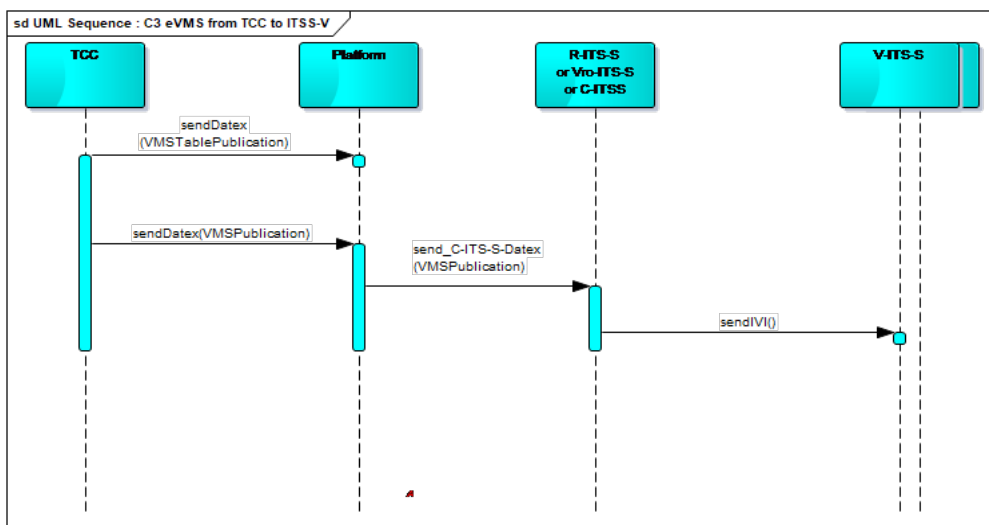 sd UML Sequence : C3 eVMS from TCC to ITSS-V
TCC
Platform
R-ITS-S
or Vro-ITS-S
or C-ITSS
V-ITS-S
sendDatex
(VMSTablePublication)
sendDatex(VMSPublication)
send_C-ITS-S-Datex
(VMSPublication)
sendIVI()